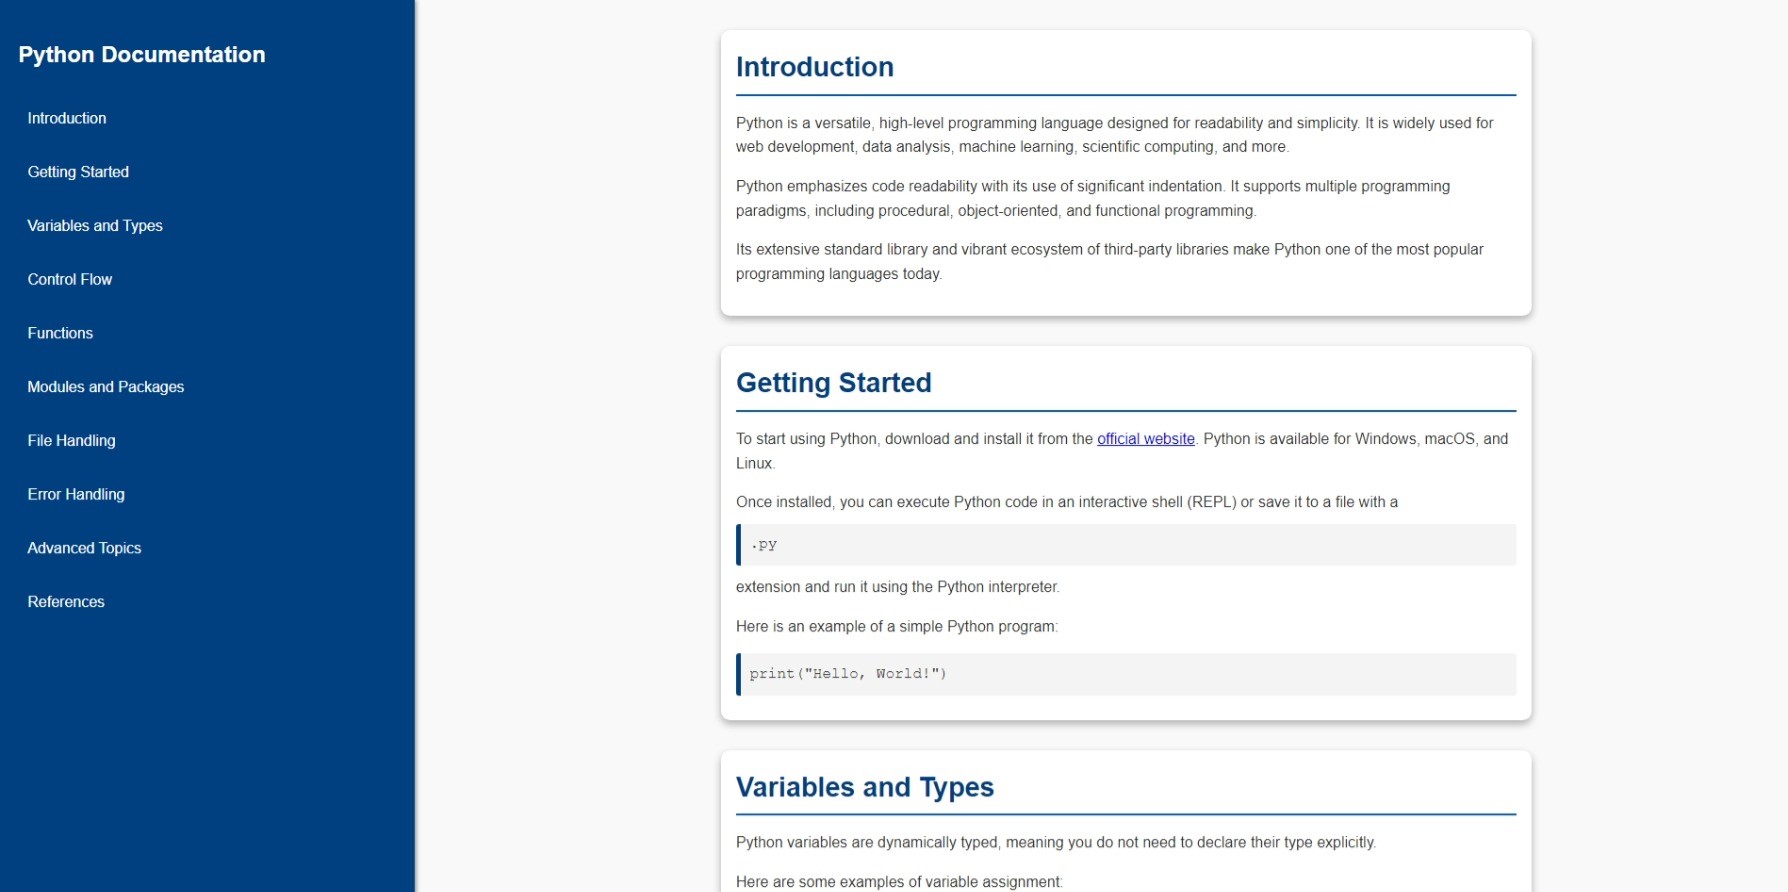 Python Documentation
Introduction
Getting Started
Variables and Types
Control Flow
Functions
Modules and Packages
File Handling
Error Handling
Advanced Topics
References
Introduction
Python is a versatile, high-level programming language designed for readability and simplicity. It is widely used for
web development, data analysis, machine learning, scientific computing, and more.
Python emphasizes code readability with its use of significant indentation. It supports multiple programming
paradigms, including procedural, object-oriented, and functional programming.
Its extensive standard library and vibrant ecosystem of third-party libraries make Python one of the most popular
programming languages today.
Getting Started
To start using Python, download and install it from the official website. Python is available for Windows, macOS, and
Linux.
Once installed, you can execute Python code in an interactive shell (REPL) or save it to a file with a
.py
extension and run it using the Python interpreter.
Here is an example of a simple Python program:
print("Hello, World!")
Variables and Types
Python variables are dynamically typed, meaning you do not need to declare their type explicitly.
Here are some examples of variable assignment: